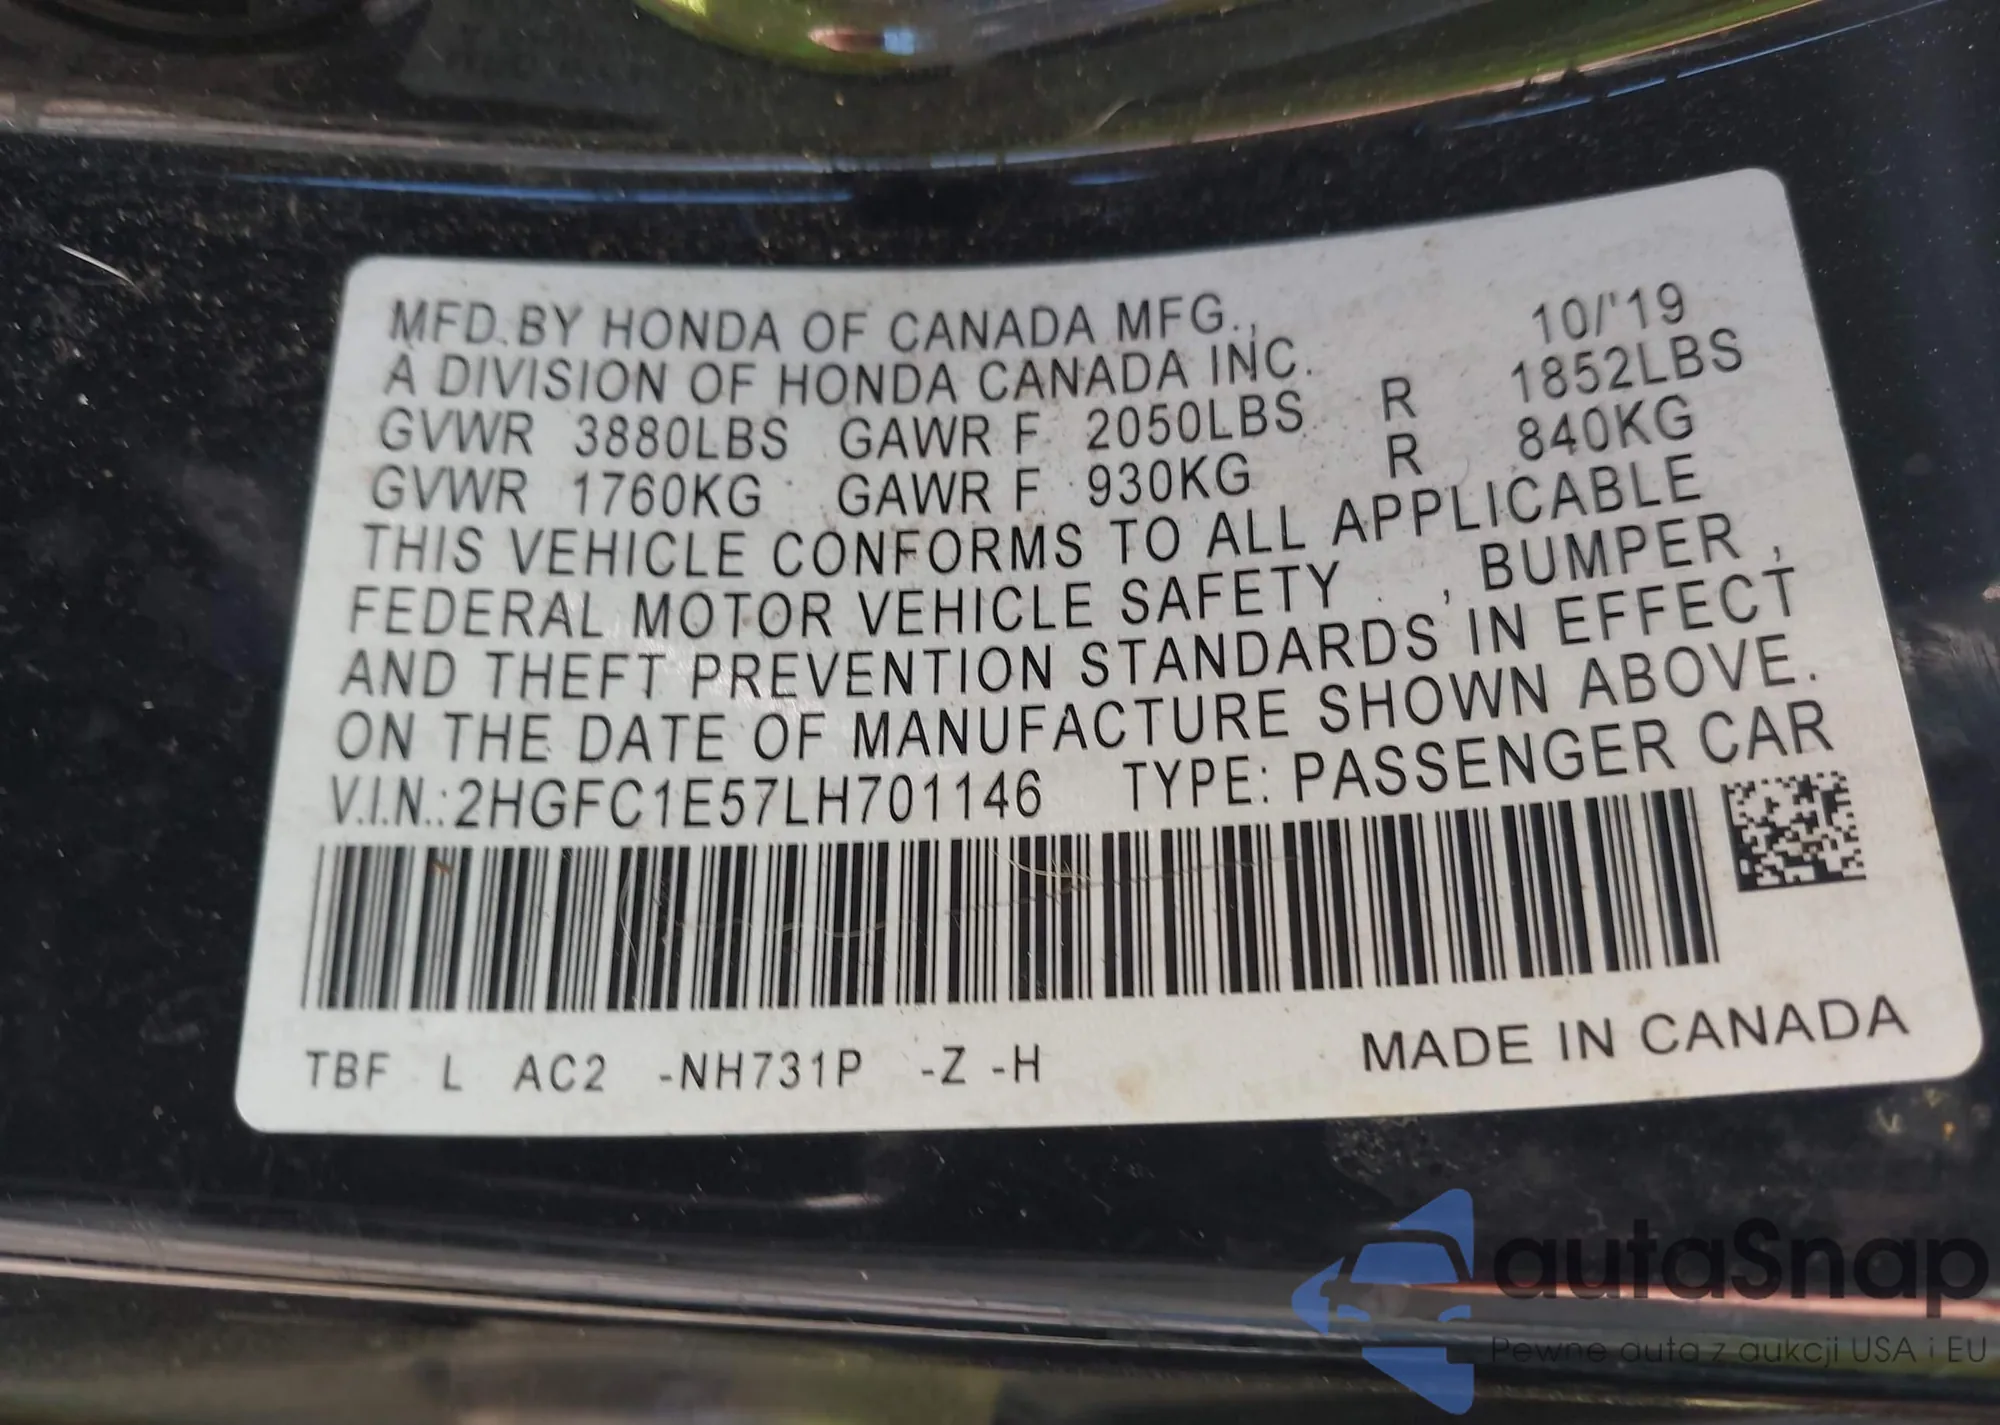 MFD. BY HONDA OF CANADA MFG., 10/'19
A DIVISION OF HONDA CANADA INC.
GVWR 3880LBS GAWR F 2050LBS R 1852LBS
GVWR 1760KG GAWR F 930KG R 840KG
THIS VEHICLE CONFORMS TO ALL APPLICABLE
FEDERAL MOTOR VEHICLE SAFETY , BUMPER ,
AND THEFT PREVENTION STANDARDS IN EFFECT
ON THE DATE OF MANUFACTURE SHOWN ABOVE.
V.I.N.:2HGFC1E57LH701146 TYPE: PASSENGER CAR
TBF L AC2 -NH731P -Z -H MADE IN CANADA
autaSnap
Pewne auta z aukcji USA i EU